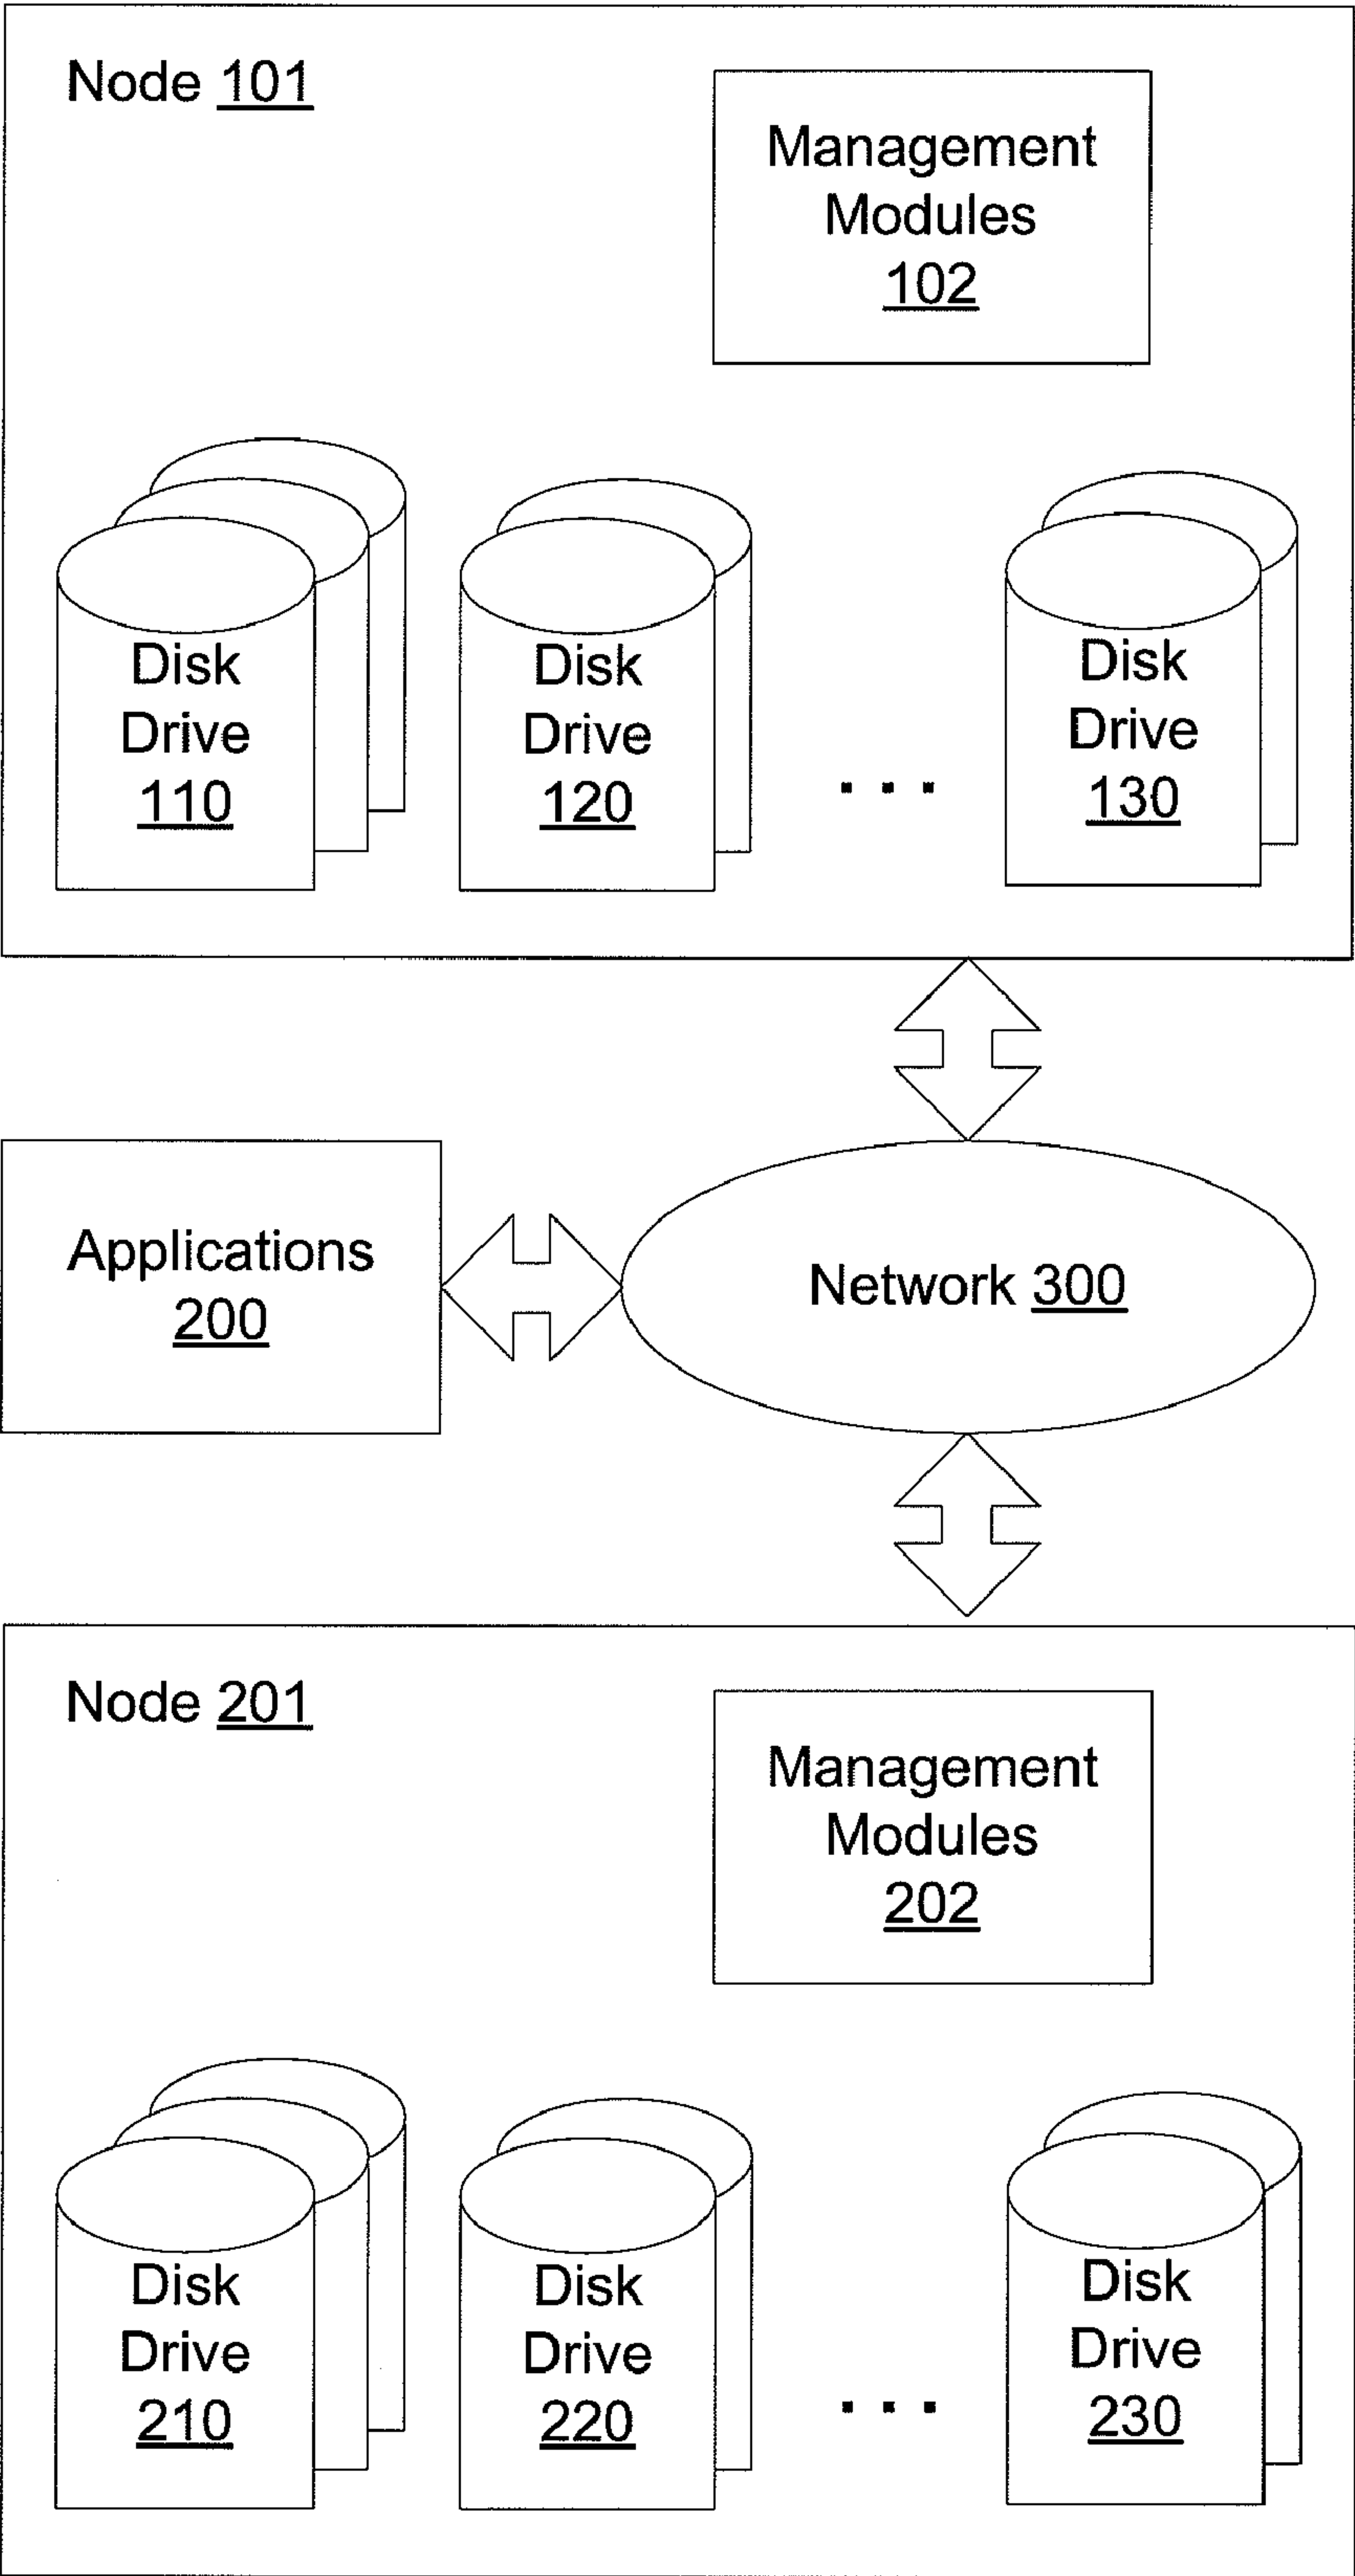 Node 101
Management
Modules
102
Disk
Drive
110
Disk
Drive
120
. . .
Disk
Drive
130
Applications
200
Network 300
Node 201
Management
Modules
202
Disk
Drive
210
Disk
Drive
220
. . .
Disk
Drive
230